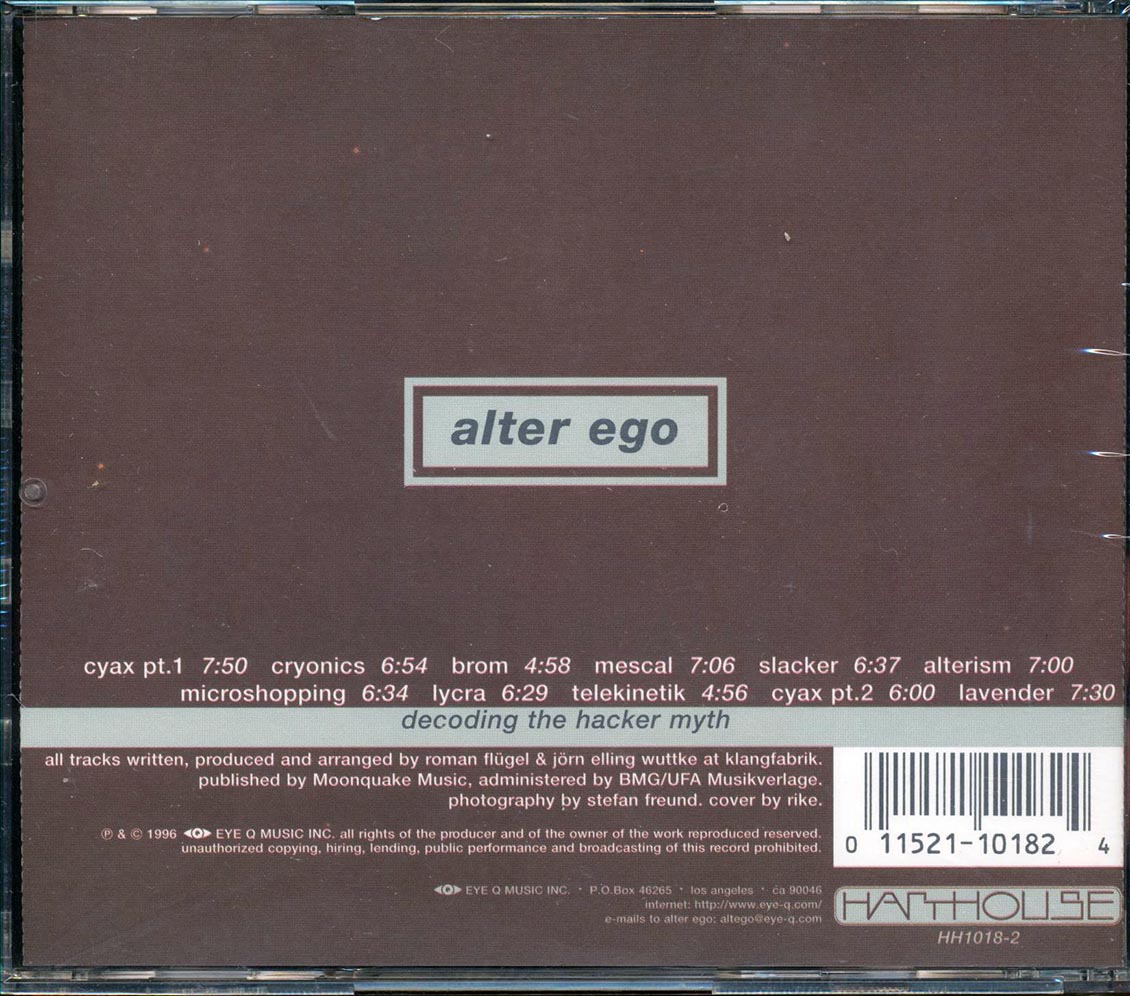 alter ego
cyax pt.1 7:50 cryonics 6:54 brom 4:58 mescal 7:06 slacker 6:37 alterism 7:00
microshopping 6:34 lycra 6:29 telekinetik 4:56 cyax pt.2 6:00 lavender 7:30
decoding the hacker myth
all tracks written, produced and arranged by roman flügel & jörn elling wuttke at klangfabrik.
published by Moonquake Music, administered by BMG/UFA Musikverlage.
photography by stefan freund. cover by rike.
℗ & © 1996 EYE Q MUSIC INC. all rights of the producer and of the owner of the work reproduced reserved.
unauthorized copying, hiring, lending, public performance and broadcasting of this record prohibited.
EYE Q MUSIC INC. · P.O.Box 46265 · los angeles · ca 90046
internet: http://www.eye-q.com/
e-mails to alter ego: altego@eye-q.com
0 11521-10182 4
HARTHOUSE
HH1018-2